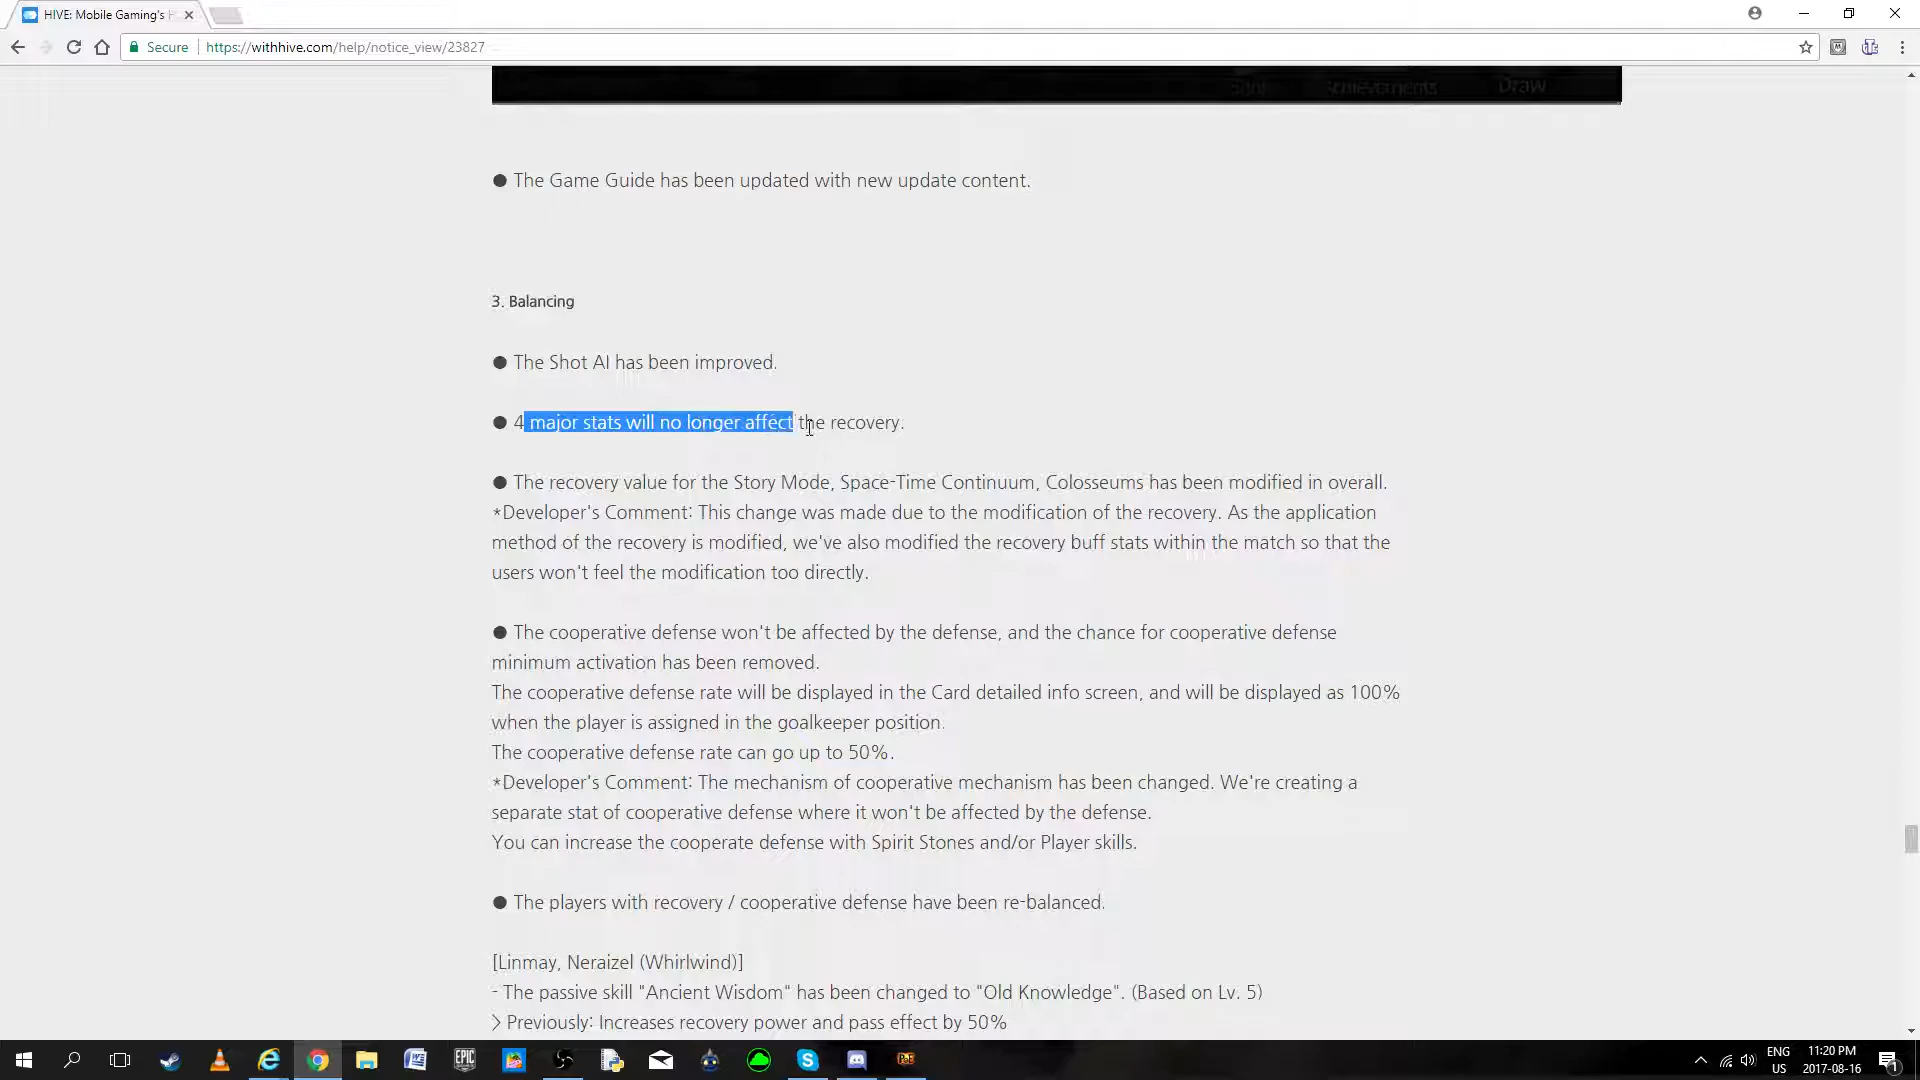 HIVE: Mobile Gaming's
Secure
https://withhive.com/help/notice_view/23827
Achievements Draw
● The Game Guide has been updated with new update content.
3. Balancing
● The Shot AI has been improved.
● 4 major stats will no longer affect the recovery.
● The recovery value for the Story Mode, Space-Time Continuum, Colosseums has been modified in overall.
*Developer's Comment: This change was made due to the modification of the recovery. As the application
method of the recovery is modified, we've also modified the recovery buff stats within the match so that the
users won't feel the modification too directly.
● The cooperative defense won't be affected by the defense, and the chance for cooperative defense
minimum activation has been removed.
The cooperative defense rate will be displayed in the Card detailed info screen, and will be displayed as 100%
when the player is assigned in the goalkeeper position.
The cooperative defense rate can go up to 50%.
*Developer's Comment: The mechanism of cooperative mechanism has been changed. We're creating a
separate stat of cooperative defense where it won't be affected by the defense.
You can increase the cooperate defense with Spirit Stones and/or Player skills.
● The players with recovery / cooperative defense have been re-balanced.
[Linmay, Neraizel (Whirlwind)]
- The passive skill "Ancient Wisdom" has been changed to "Old Knowledge". (Based on Lv. 5)
> Previously: Increases recovery power and pass effect by 50%
EPIC
GAMES
PoE
ENG
US
11:20 PM
2017-08-16
1